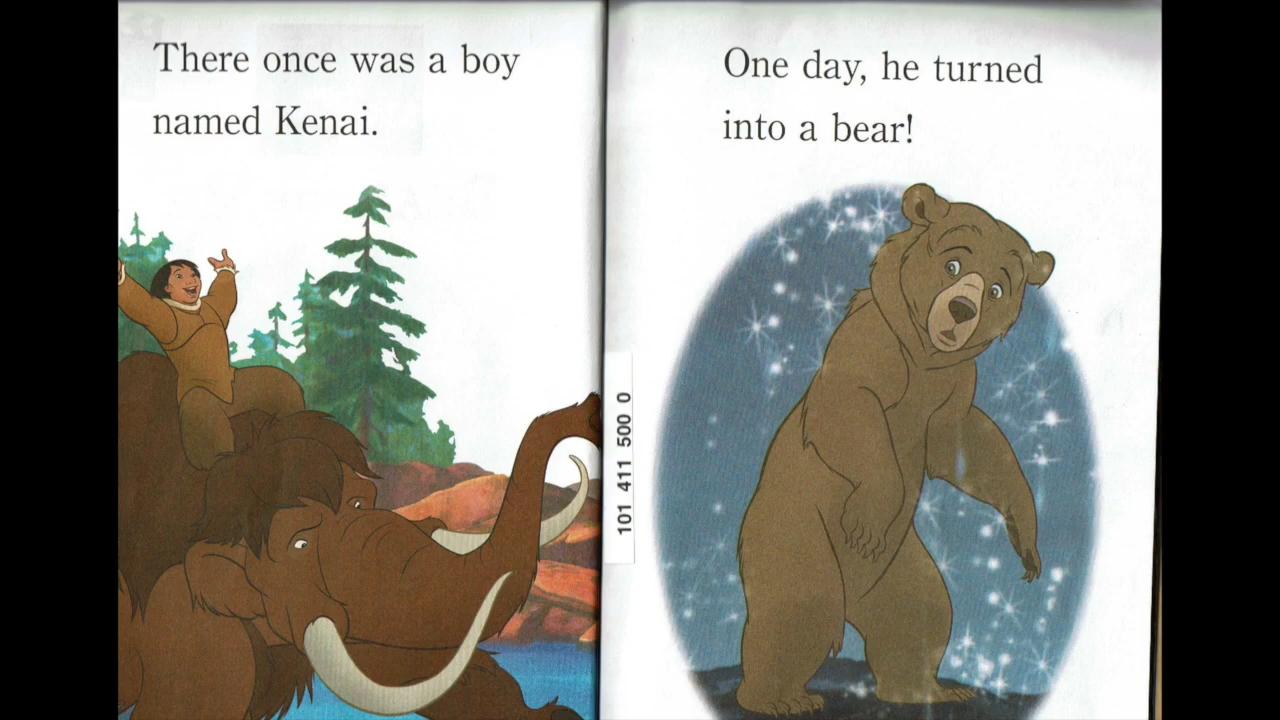 There once was a boy
named Kenai.
One day, he turned
into a bear!
101 411 500 0